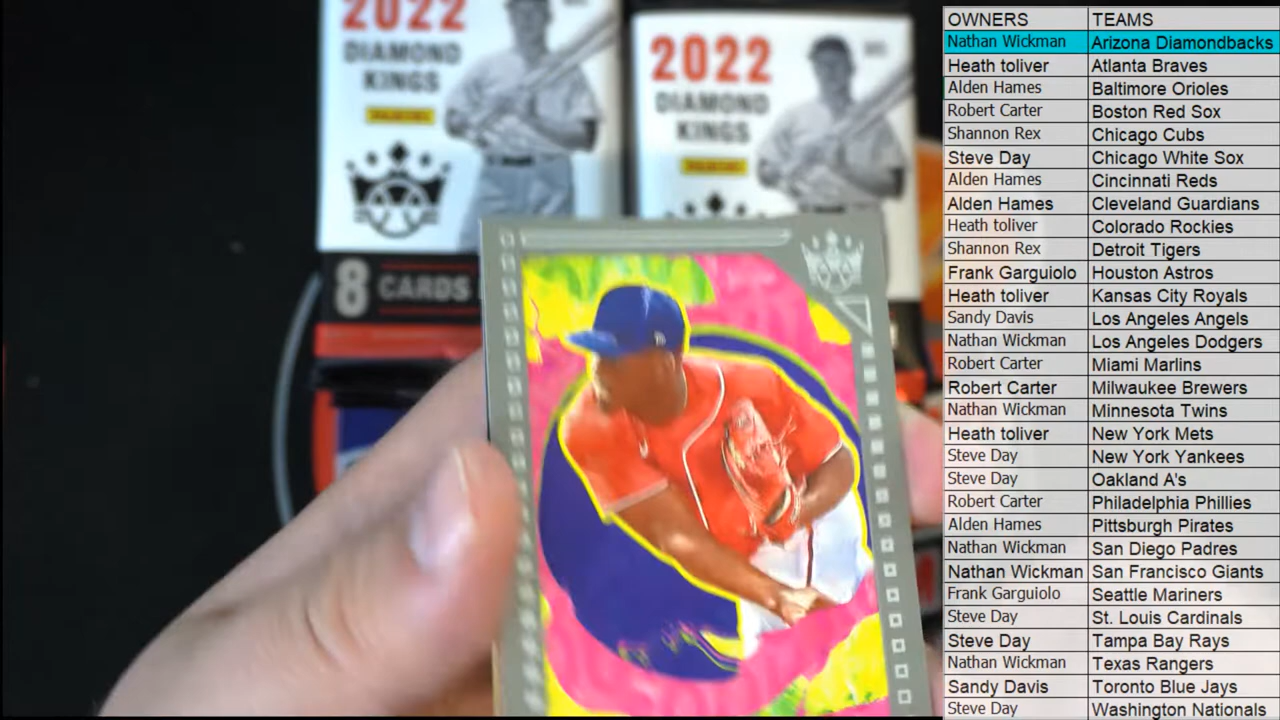 2022
DIAMOND
KINGS
PANINI
8 CARDS
2022
DIAMOND
KINGS
PANINI
OWNERS TEAMS
Nathan Wickman Arizona Diamondbacks
Heath toliver Atlanta Braves
Alden Hames Baltimore Orioles
Robert Carter Boston Red Sox
Shannon Rex Chicago Cubs
Steve Day Chicago White Sox
Alden Hames Cincinnati Reds
Alden Hames Cleveland Guardians
Heath toliver Colorado Rockies
Shannon Rex Detroit Tigers
Frank Garguiolo Houston Astros
Heath toliver Kansas City Royals
Sandy Davis Los Angeles Angels
Nathan Wickman Los Angeles Dodgers
Robert Carter Miami Marlins
Robert Carter Milwaukee Brewers
Nathan Wickman Minnesota Twins
Heath toliver New York Mets
Steve Day New York Yankees
Steve Day Oakland A's
Robert Carter Philadelphia Phillies
Alden Hames Pittsburgh Pirates
Nathan Wickman San Diego Padres
Nathan Wickman San Francisco Giants
Frank Garguiolo Seattle Mariners
Steve Day St. Louis Cardinals
Steve Day Tampa Bay Rays
Nathan Wickman Texas Rangers
Sandy Davis Toronto Blue Jays
Steve Day Washington Nationals